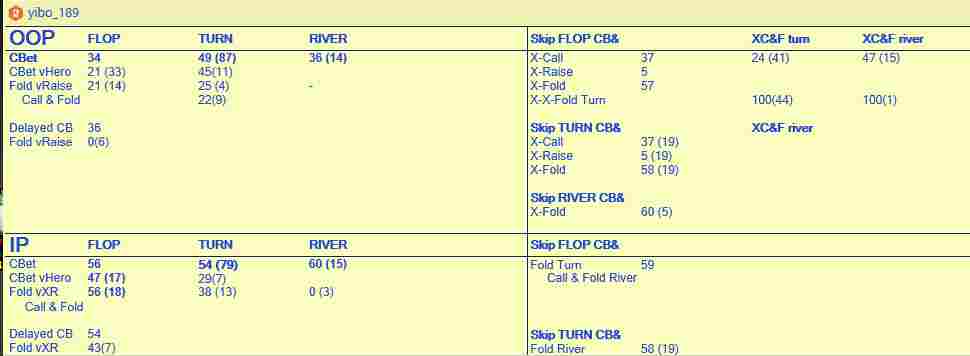 yibo_189
OOP FLOP TURN RIVER Skip FLOP CB& XC&F turn XC&F river
CBet 34 49 (87) 36 (14) X-Call 37 24 (41) 47 (15)
CBet vHero 21 (33) 45(11) X-Raise 5
Fold vRaise 21 (14) 25 (4) - X-Fold 57
Call & Fold 22(9) X-X-Fold Turn 100(44) 100(1)
Delayed CB 36 Skip TURN CB& XC&F river
Fold vRaise 0(6) X-Call 37 (19)
X-Raise 5 (19)
X-Fold 58 (19)
Skip RIVER CB&
X-Fold 60 (5)
IP FLOP TURN RIVER Skip FLOP CB&
CBet 56 54 (79) 60 (15) Fold Turn 59
CBet vHero 47 (17) 29(7) Call & Fold River
Fold vXR 56 (18) 38 (13) 0 (3)
Call & Fold
Delayed CB 54 Skip TURN CB&
Fold vXR 43(7) Fold River 58 (19)